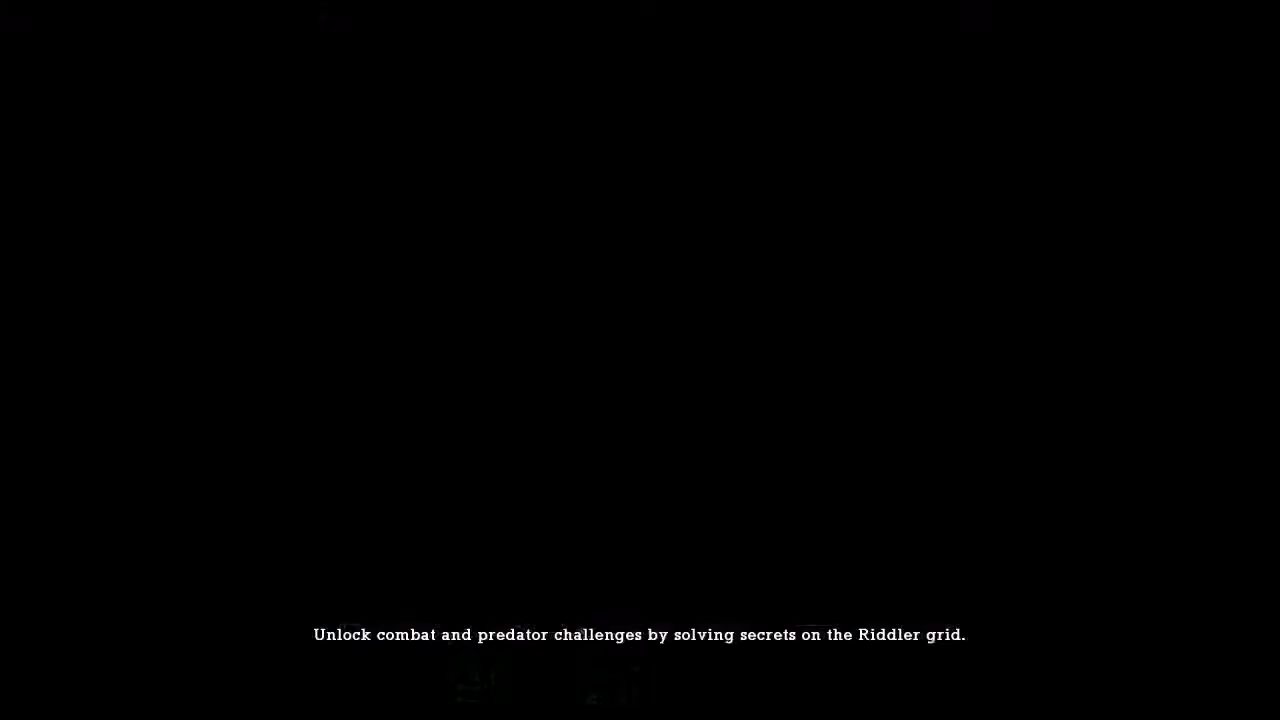 Unlock combat and predator challenges by solving secrets on the Riddler grid.